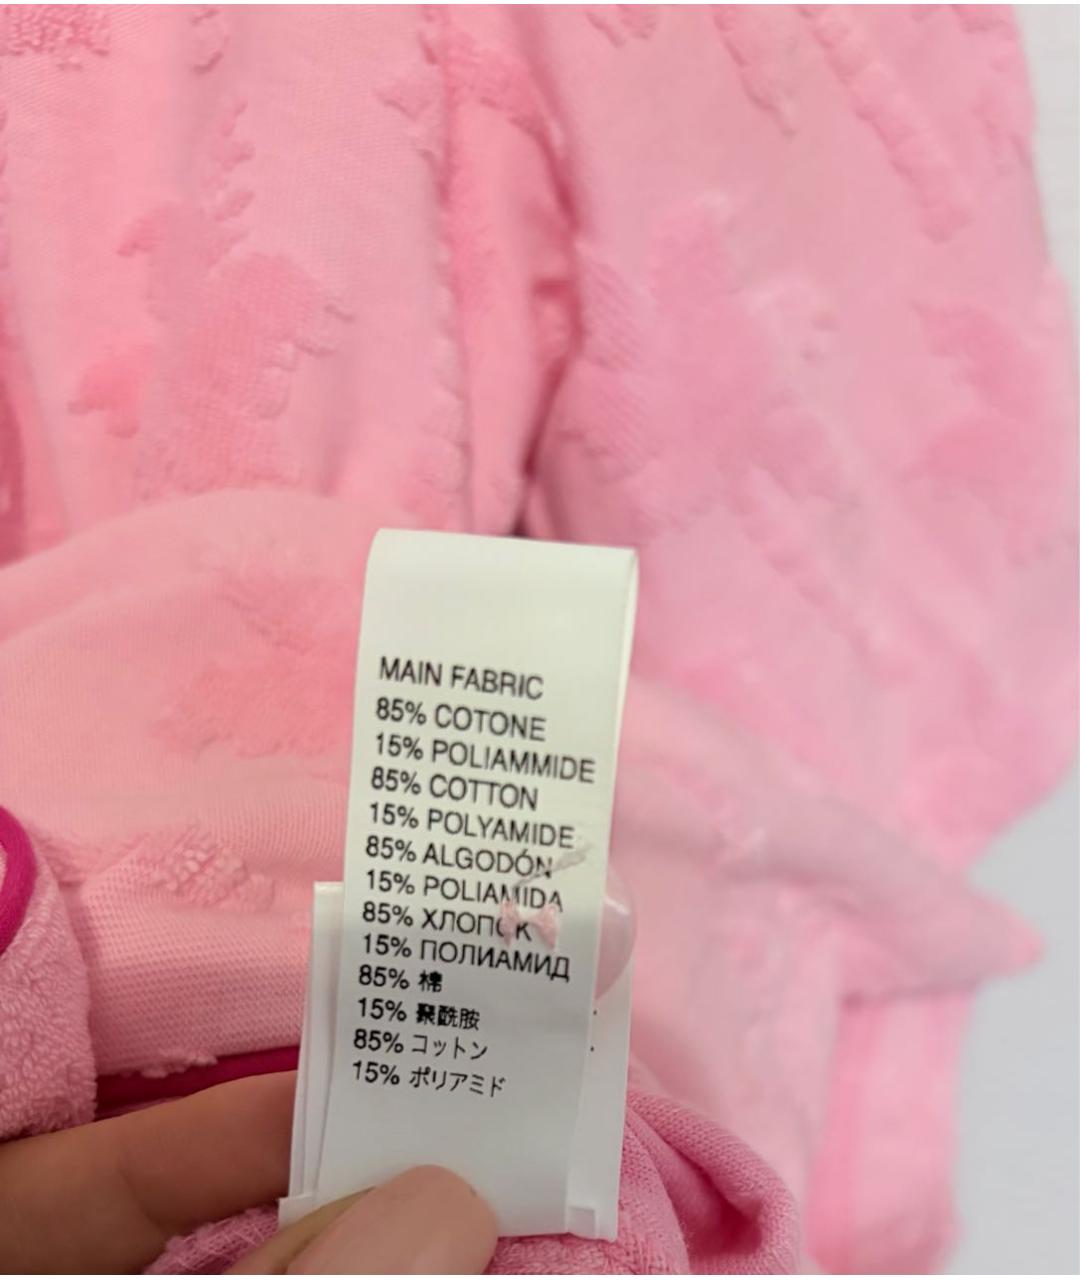 MAIN FABRIC
85% COTONE
15% POLIAMMIDE
85% COTTON
15% POLYAMIDE
85% ALGODÓN
15% POLIAMIDA
85% ХЛОПОК
15% ПОЛИАМИД
85% 棉
15% 聚酰胺
85% コットン
15% ポリアミド